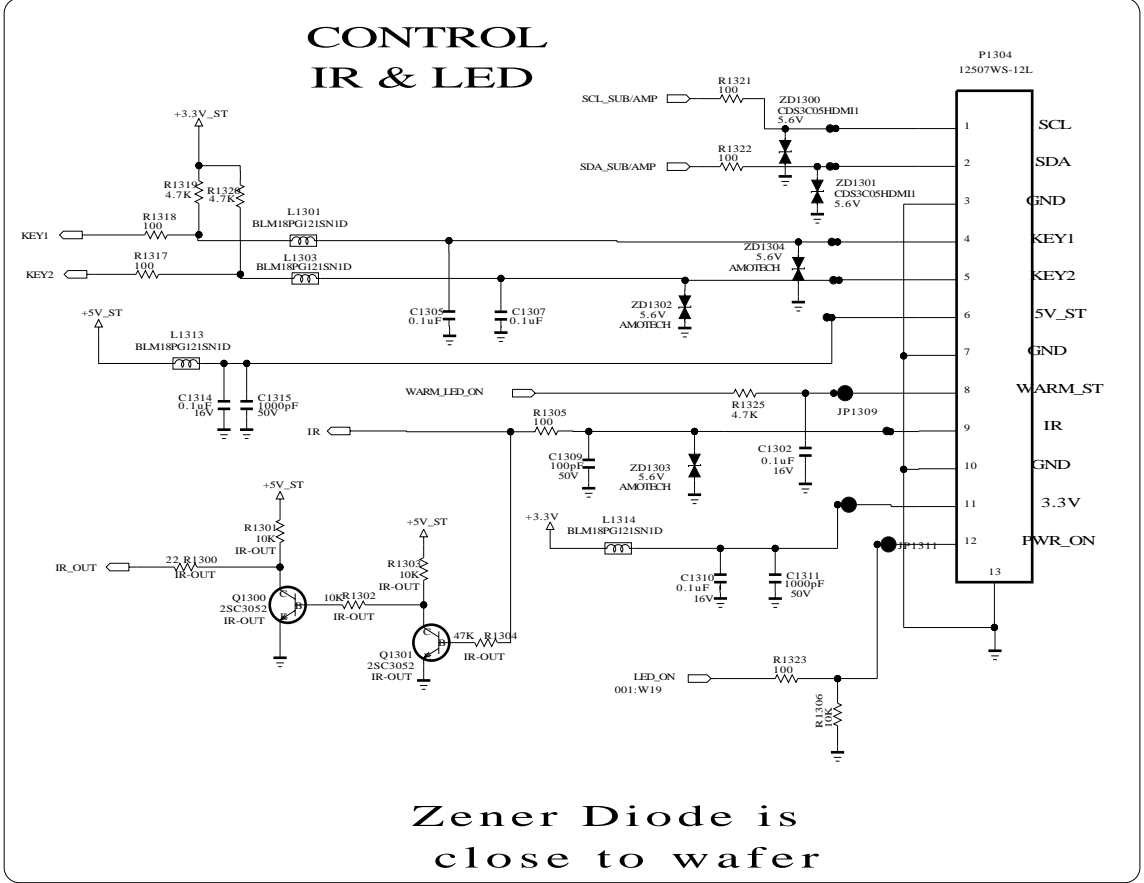 CONTROL
IR & LED
P1304
12507WS-12L
R1321
100
SCL_SUB/AMP
ZD1300
CDS3C05HDMI1
5.6V
1
SCL
R1322
100
SDA_SUB/AMP
2
SDA
ZD1301
CDS3C05HDMI1
5.6V
3
GND
+3.3V_ST
R1319
4.7K
R1320
4.7K
L1301
BLM18PG121SN1D
R1318
100
KEY1
4
KEY1
ZD1304
5.6V
AMOTECH
L1303
BLM18PG121SN1D
R1317
100
KEY2
5
KEY2
ZD1302
5.6V
AMOTECH
C1305
0.1uF
C1307
0.1uF
+5V_ST
6
5V_ST
L1313
BLM18PG121SN1D
7
GND
C1314
0.1uF
16V
C1315
1000pF
50V
WARM_LED_ON
R1325
4.7K
JP1309
8
WARM_ST
IR
R1305
100
9
IR
C1309
100pF
50V
ZD1303
5.6V
AMOTECH
C1302
0.1uF
16V
10
GND
+5V_ST
R1301
10K
IR-OUT
+5V_ST
+3.3V
L1314
BLM18PG121SN1D
11
3.3V
JP1311
12
PWR_ON
IR_OUT
22 R1300
IR-OUT
R1303
10K
IR-OUT
C1310
0.1uF
16V
C1311
1000pF
50V
13
Q1300
2SC3052
IR-OUT
C
B
E
10K R1302
IR-OUT
C
B
E
47K R1304
IR-OUT
Q1301
2SC3052
IR-OUT
R1323
100
LED_ON
001:W19
R1306
10K
Zener Diode is
close to wafer